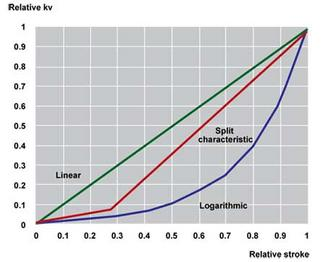 Relative kv
1
0.9
0.8
0.7
0.6
0.5
0.4
0.3
0.2
0.1
0
Split
characteristic
Linear
Logarithmic
0 0.1 0.2 0.3 0.4 0.5 0.6 0.7 0.8 0.9 1
Relative stroke